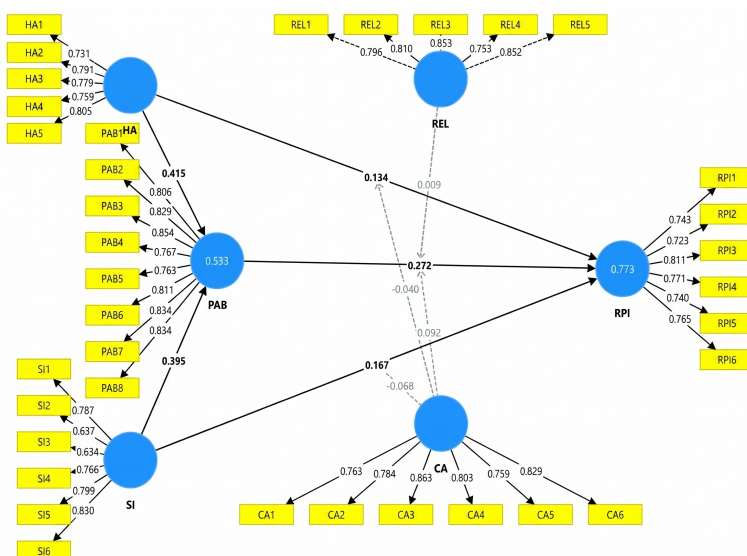 HA1
HA2
HA3
HA4
HA5
0.731
0.791
0.779
0.759
0.805
HA
REL1
REL2
REL3
REL4
REL5
0.796
0.810
0.853
0.753
0.852
REL
PAB1
PAB2
PAB3
PAB4
PAB5
PAB6
PAB7
PAB8
0.806
0.829
0.854
0.767
0.763
0.811
0.834
0.834
0.533
PAB
0.415
0.395
0.134
0.009
0.272
-0.040
0.092
0.167
-0.068
SI1
SI2
SI3
SI4
SI5
SI6
0.787
0.637
0.634
0.766
0.799
0.830
SI
0.773
RPI
0.743
0.723
0.811
0.771
0.740
0.765
RPI1
RPI2
RPI3
RPI4
RPI5
RPI6
CA
0.763
0.784
0.863
0.803
0.759
0.829
CA1
CA2
CA3
CA4
CA5
CA6